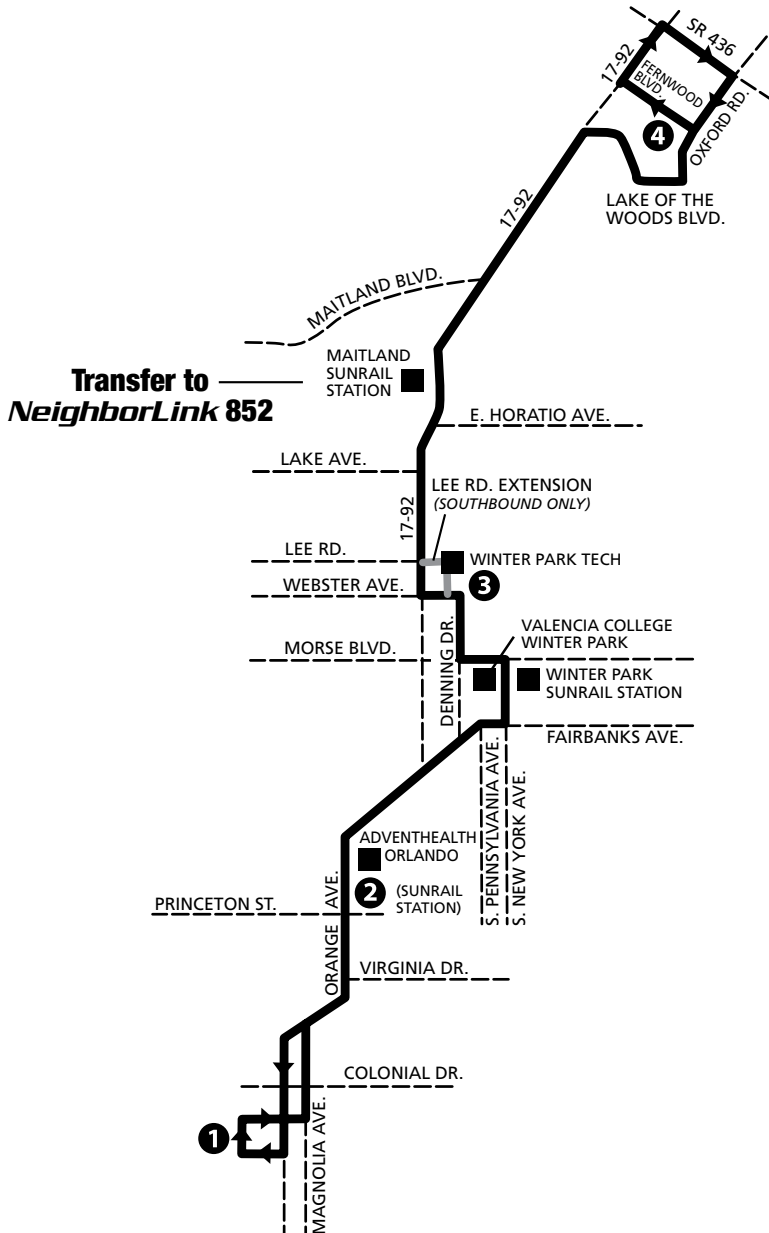 SR 436
17-92
FERNWOOD
BLVD.
OXFORD RD.
4
LAKE OF THE
WOODS BLVD.
17-92
MAITLAND BLVD.
MAITLAND
SUNRAIL
STATION
Transfer to
NeighborLink 852
E. HORATIO AVE.
LAKE AVE.
LEE RD. EXTENSION
(SOUTHBOUND ONLY)
17-92
LEE RD.
WINTER PARK TECH
WEBSTER AVE.
3
VALENCIA COLLEGE
WINTER PARK
MORSE BLVD.
DENNING DR.
WINTER PARK
SUNRAIL STATION
FAIRBANKS AVE.
S. PENNSYLVANIA AVE.
S. NEW YORK AVE.
ADVENTHEALTH
ORLANDO
2
(SUNRAIL
STATION)
PRINCETON ST.
ORANGE AVE.
VIRGINIA DR.
COLONIAL DR.
1
MAGNOLIA AVE.